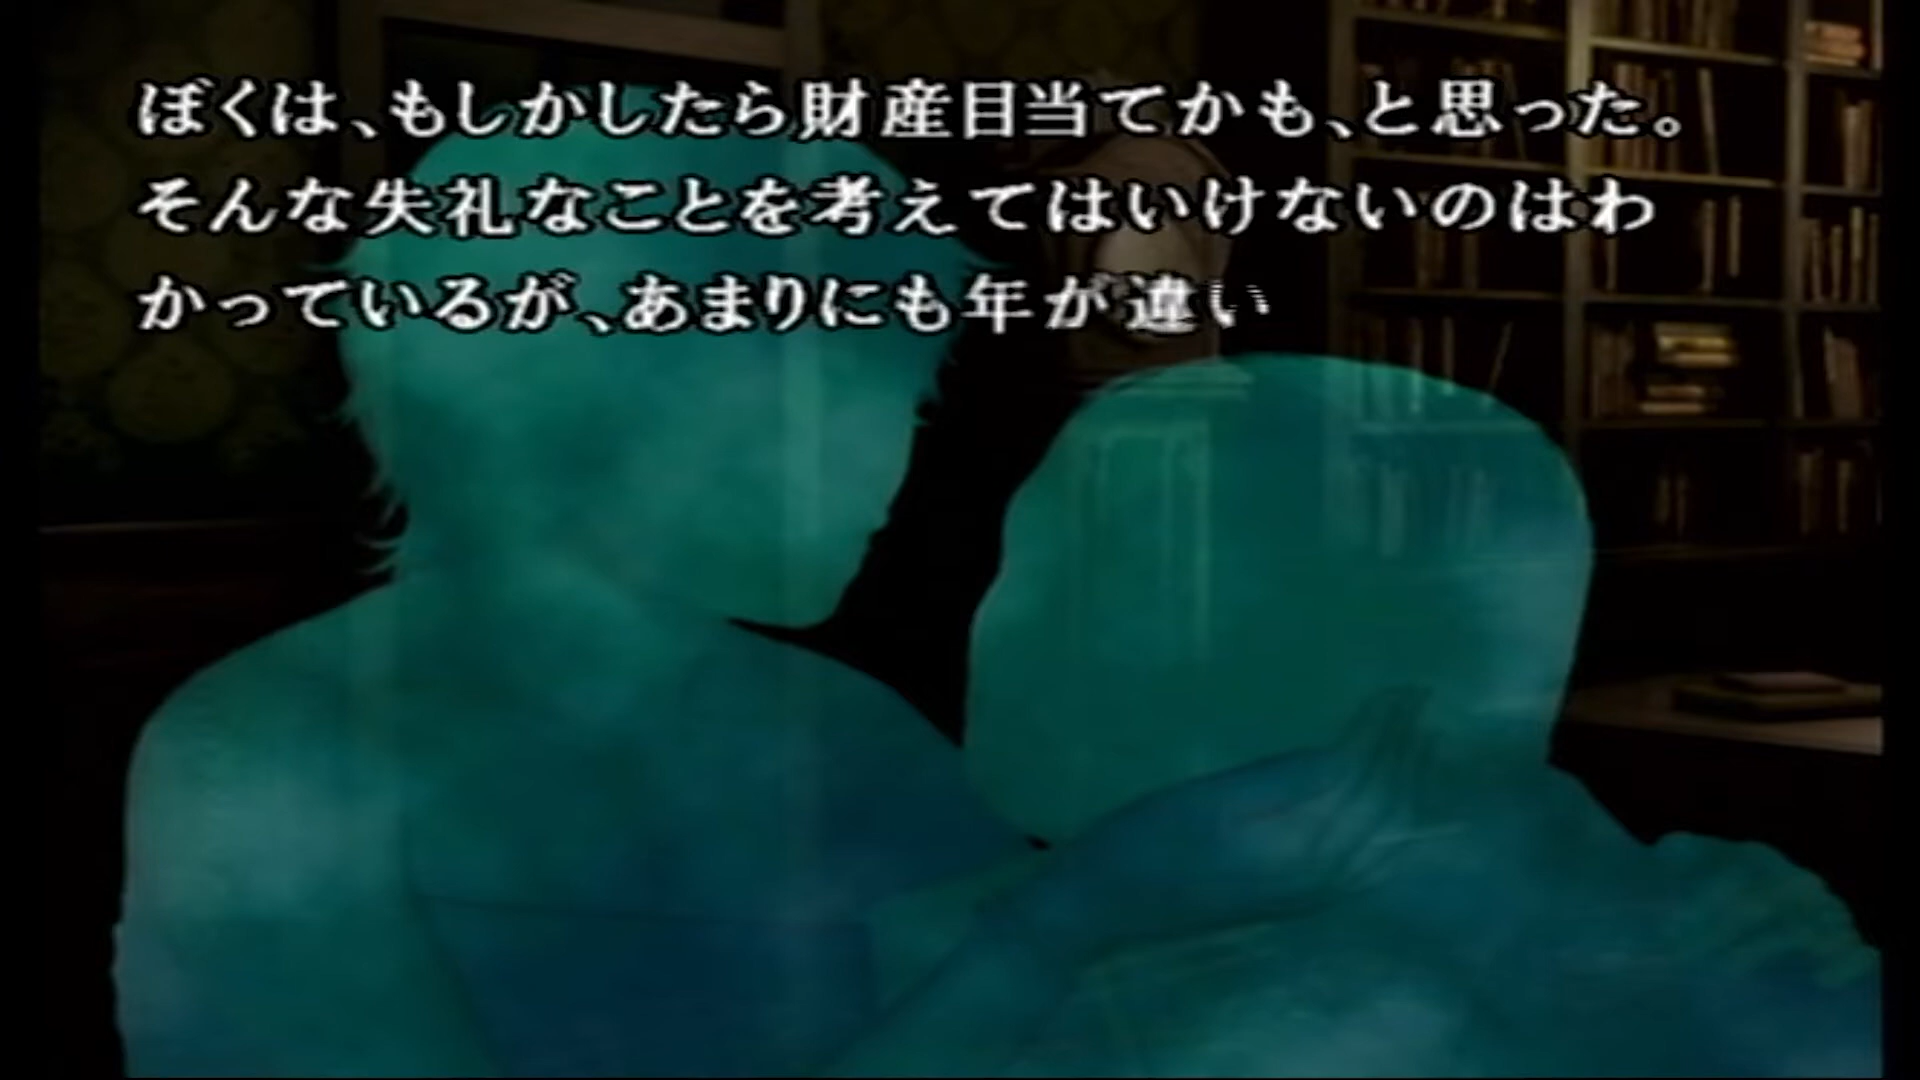 ぼくは、もしかしたら財産目当てかも、と思った。
そんな失礼なことを考えてはいけないのはわ
かっているが、あまりにも年が違い